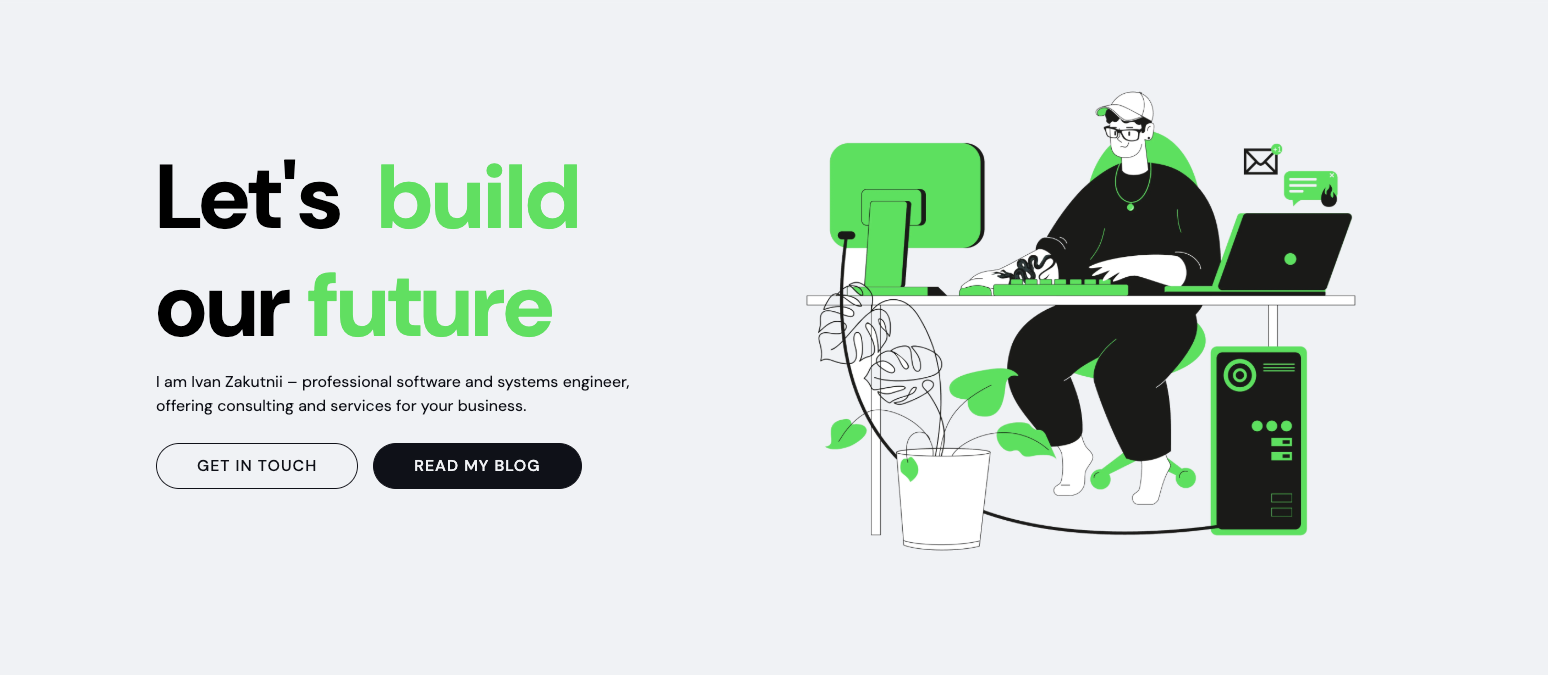 Let's build
our future
I am Ivan Zakutnii – professional software and systems engineer,
offering consulting and services for your business.
GET IN TOUCH
READ MY BLOG
+1